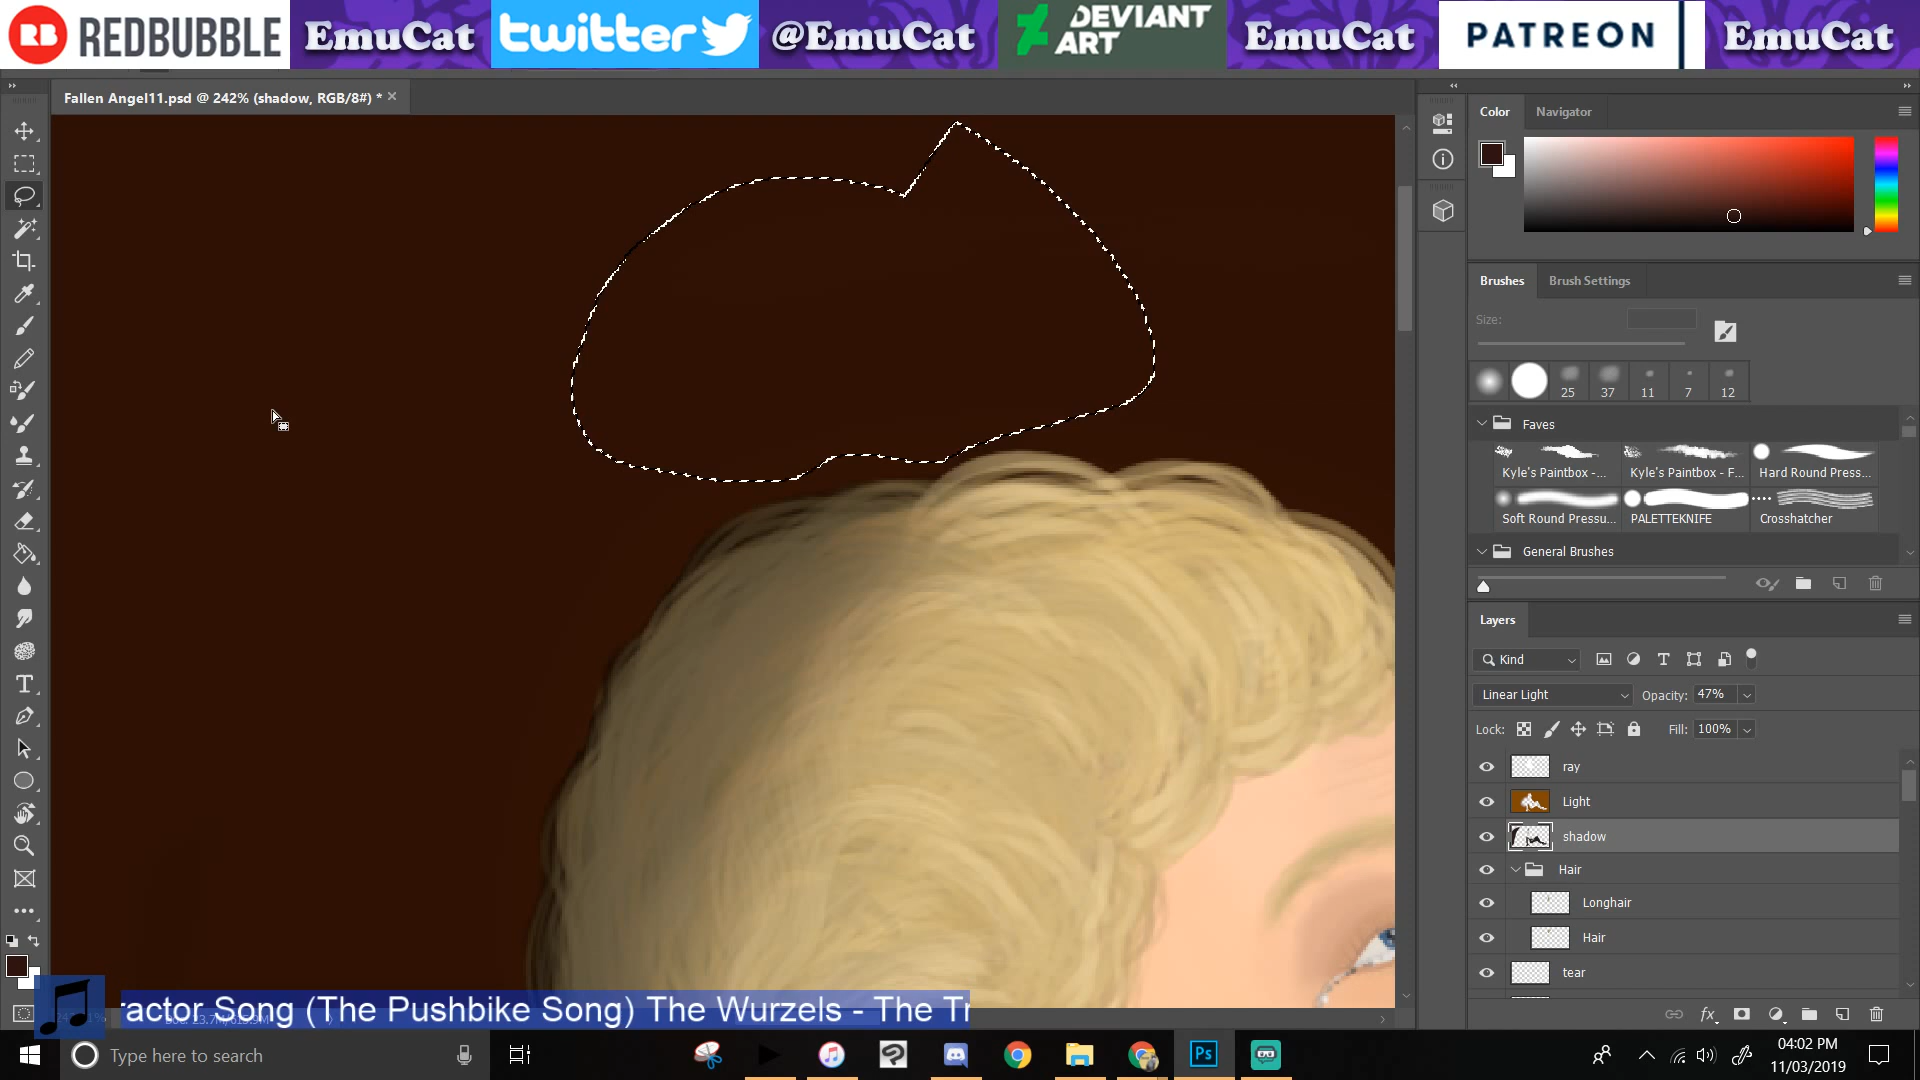 RB REDBUBBLE EmuCat twitter @EmuCat DEVIANT ART EmuCat PATREON EmuCat
Fallen Angel11.psd @ 242% (shadow, RGB/8#) * ×
Color Navigator
Brushes Brush Settings
Size:
25 37 11 7 12
Faves
Kyle's Paintbox -... Kyle's Paintbox - F... Hard Round Press...
Soft Round Pressu... PALETTEKNIFE Crosshatcher
General Brushes
Layers
Kind
Linear Light Opacity: 47%
Lock: Fill: 100%
ray
Light
shadow
Hair
Longhair
Hair
tear
fx
ractor Song (The Pushbike Song) The Wurzels - The Tr
Type here to search
Ps
04:02 PM
11/03/2019